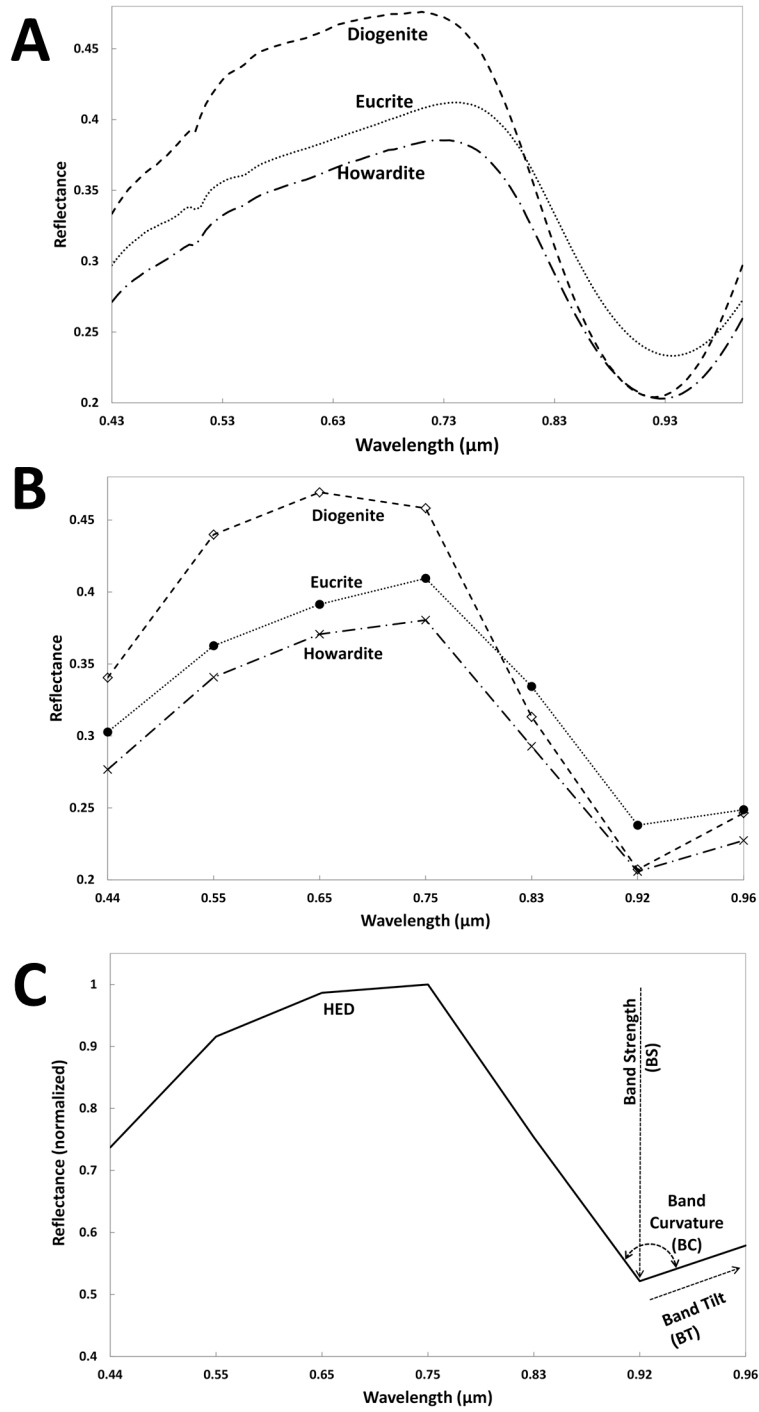 A
Reflectance
0.45
0.4
0.35
0.3
0.25
0.2
Diogenite
Eucrite
Howardite
0.43
0.53
0.63
0.73
0.83
0.93
Wavelength (µm)
B
Reflectance
0.45
0.4
0.35
0.3
0.25
0.2
Diogenite
Eucrite
Howardite
0.44
0.55
0.65
0.75
0.83
0.92
0.96
Wavelength (µm)
C
Reflectance (normalized)
1
0.9
0.8
0.7
0.6
0.5
0.4
HED
Band Strength
(BS)
Band
Curvature
(BC)
Band Tilt
(BT)
0.44
0.55
0.65
0.75
0.83
0.92
0.96
Wavelength (µm)